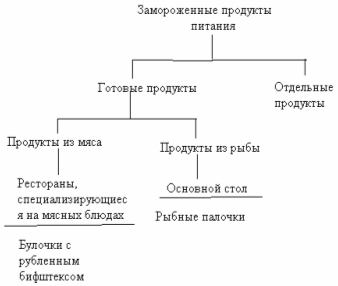 Замороженные продукты
питания
Готовые продукты
Отдельные
продукты
Продукты из мяса
Продукты из рыбы
Рестораны,
специализирующиес
я на мясных блюдах
Основной стол
Рыбные палочки
Булочки с
рубленным
бифштексом